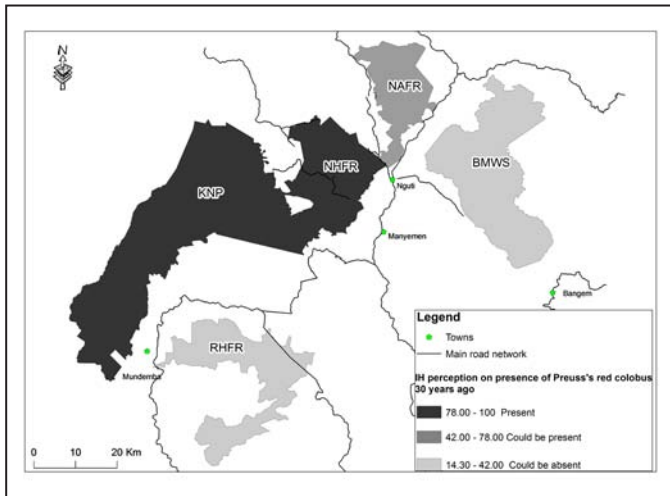 N
NAFR
BMWS
NHFR
KNP
Nguti
Manyemen
Bangem
RHFR
Mundemba
0 10 20 Km
Legend
Towns
Main road network
IH perception on presence of Preuss's red colobus
30 years ago
78.00 - 100 Present
42.00 - 78.00 Could be present
14.30 - 42.00 Could be absent